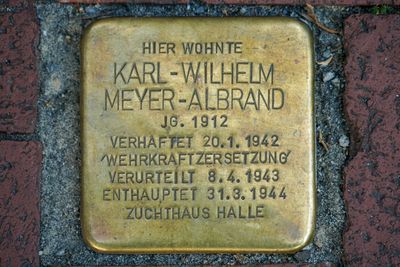 HIER WOHNTE
KARL-WILHELM
MEYER-ALBRAND
JG. 1912
VERHAFTET 20.1.1942
'WEHRKRAFTZERSETZUNG'
VERURTEILT 8.4.1943
ENTHAUPTET 31.3.1944
ZUCHTHAUS HALLE